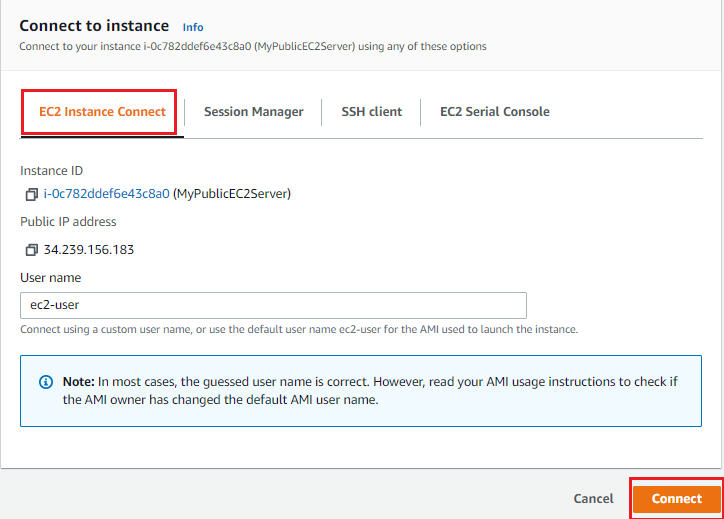 Connect to instance Info
Connect to your instance i-0c782ddef6e43c8a0 (MyPublicEC2Server) using any of these options
EC2 Instance Connect Session Manager SSH client EC2 Serial Console
Instance ID
i-0c782ddef6e43c8a0 (MyPublicEC2Server)
Public IP address
34.239.156.183
User name
ec2-user
Connect using a custom user name, or use the default user name ec2-user for the AMI used to launch the instance.
Note: In most cases, the guessed user name is correct. However, read your AMI usage instructions to check if
the AMI owner has changed the default AMI user name.
Cancel Connect